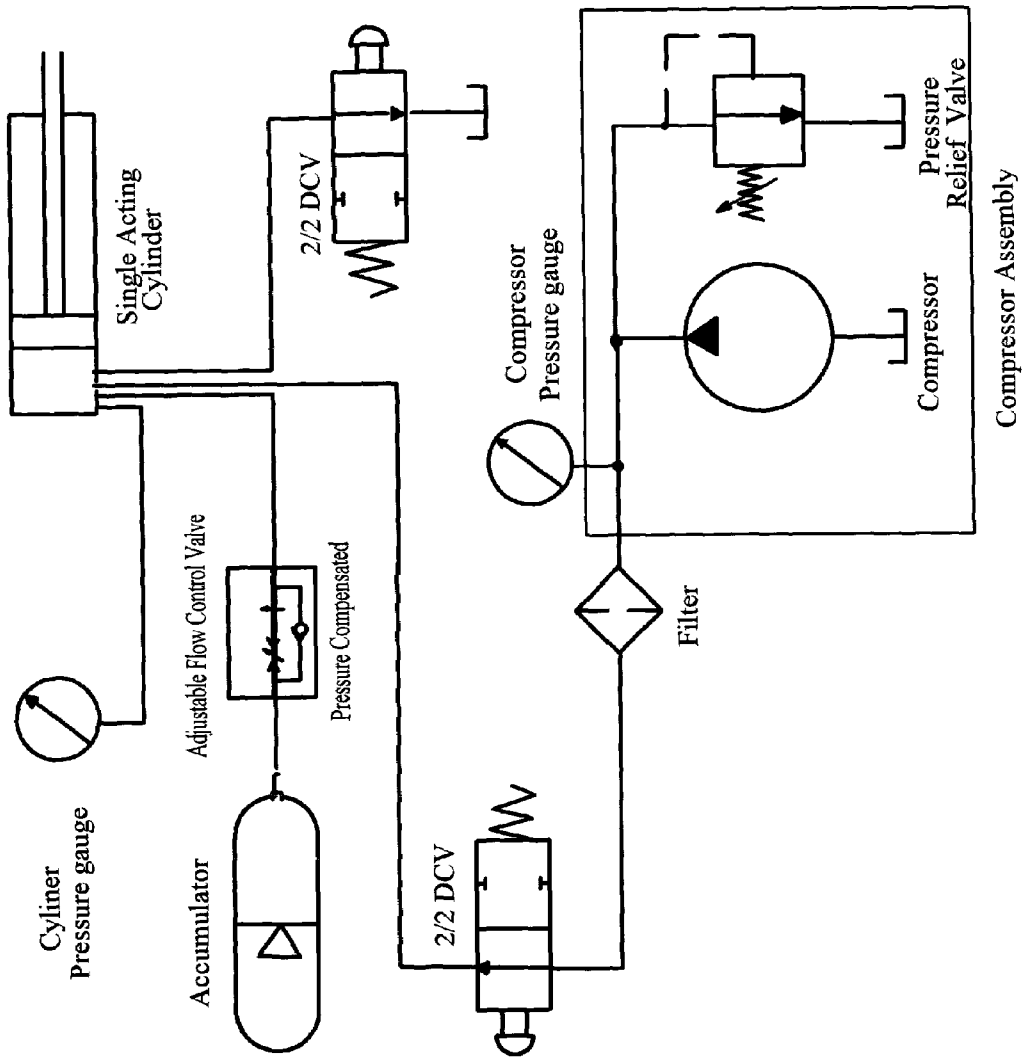 Cyliner
Pressure gauge
Accumulator
Adjustable Flow Control Valve
Pressure Compensated
Single Acting
Cylinder
2/2 DCV
2/2 DCV
Filter
Compressor
Pressure gauge
Compressor
Pressure
Relief Valve
Compressor Assembly